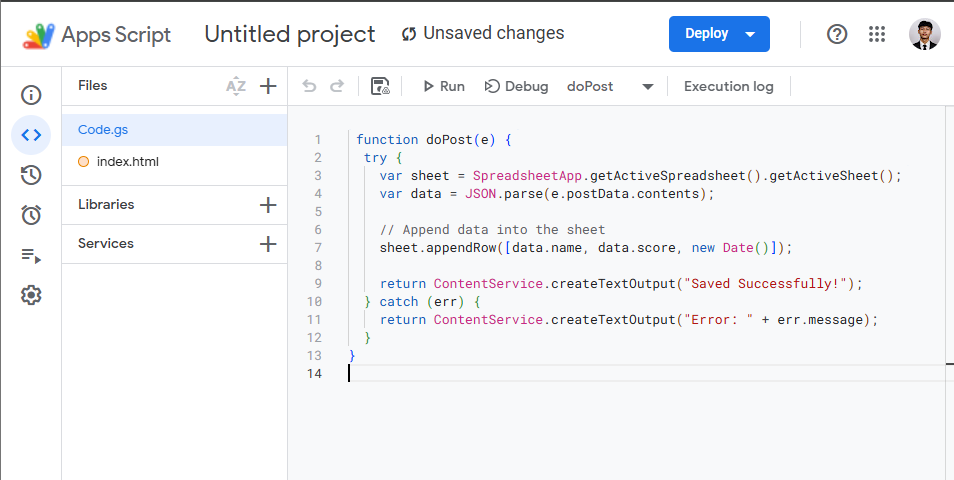 Apps Script Untitled project Unsaved changes Deploy
Files AZ Run Debug doPost Execution log
Code.gs
index.html
Libraries
Services
1 function doPost(e) {
2 try {
3 var sheet = SpreadsheetApp.getActiveSpreadsheet().getActiveSheet();
4 var data = JSON.parse(e.postData.contents);
5
6 // Append data into the sheet
7 sheet.appendRow([data.name, data.score, new Date()]);
8
9 return ContentService.createTextOutput("Saved Successfully!");
10 } catch (err) {
11 return ContentService.createTextOutput("Error: " + err.message);
12 }
13 }
14